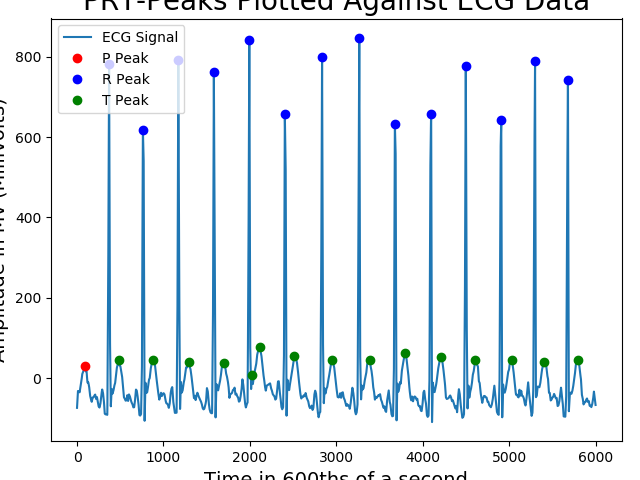 PRT-Peaks Plotted Against ECG Data
ECG Signal
P Peak
R Peak
T Peak
800
600
400
200
0
Amplitude in MV (Millivolts)
0 1000 2000 3000 4000 5000 6000
Time in 600ths of a second